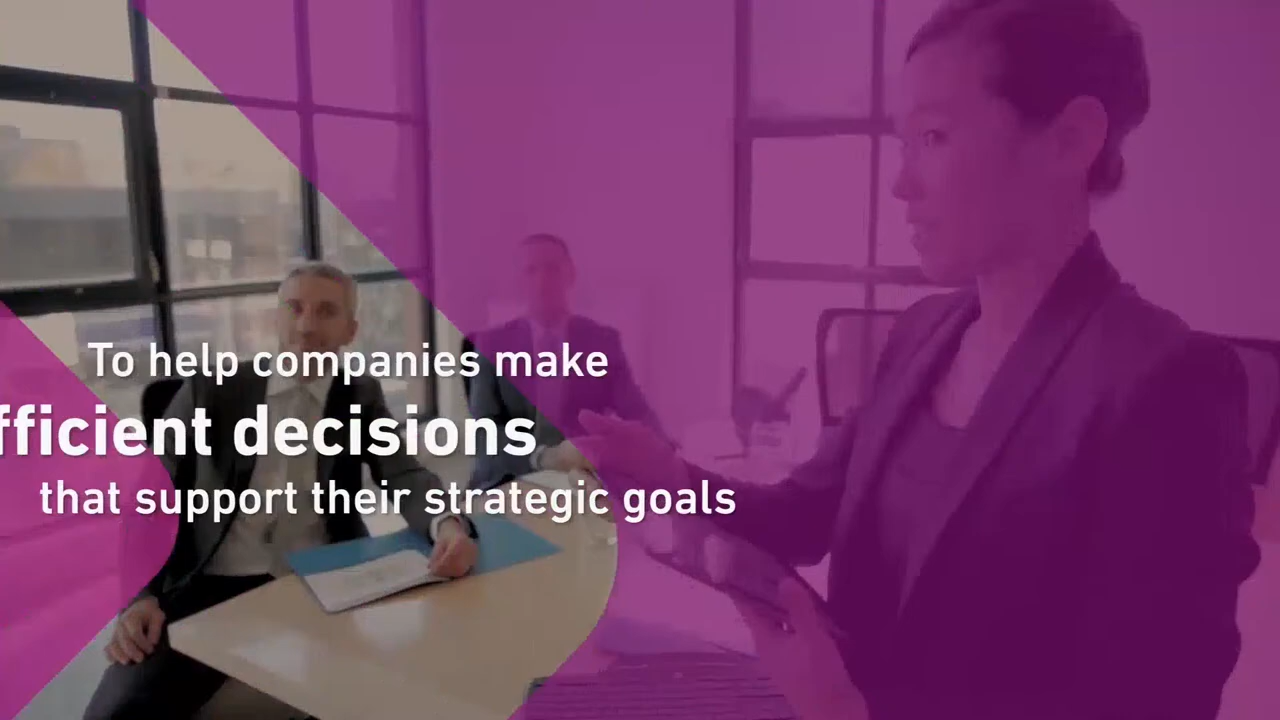 To help companies make
fficient decisions
that support their strategic goals